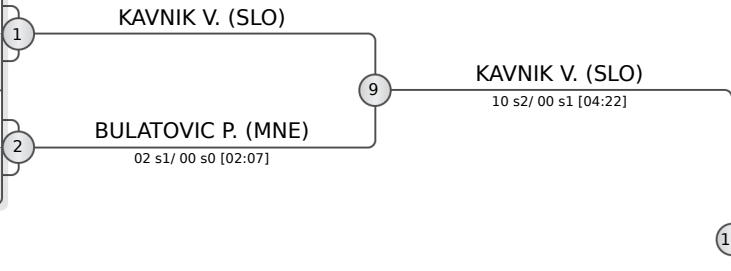 KAVNIK V. (SLO)
1
9
KAVNIK V. (SLO)
10 s2/ 00 s1 [04:22]
BULATOVIC P. (MNE)
2
02 s1/ 00 s0 [02:07]